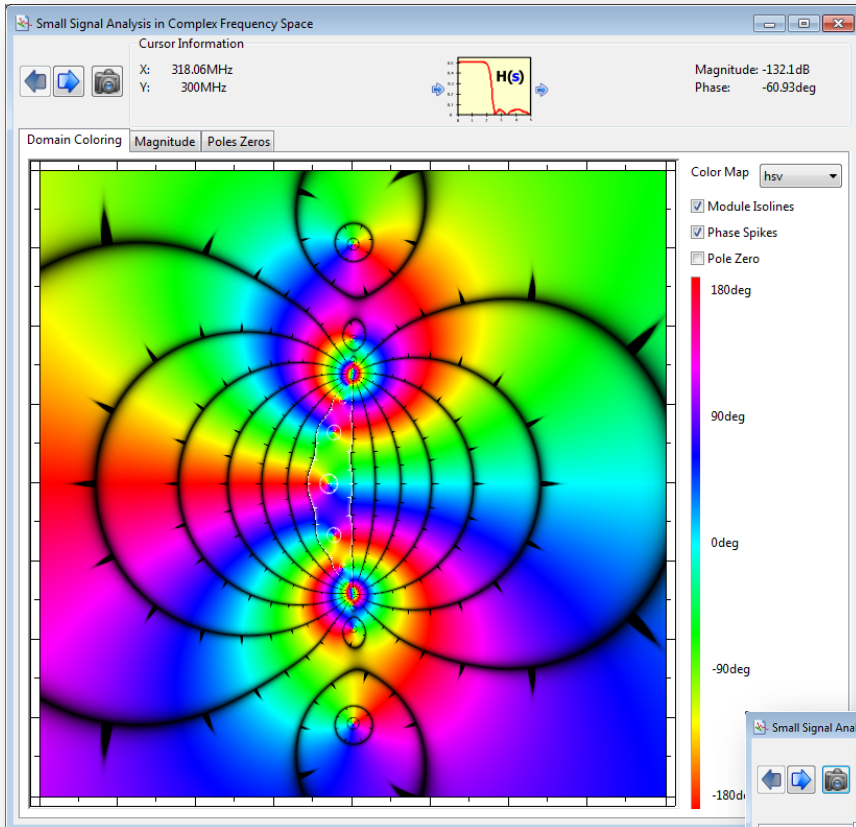 Small Signal Analysis in Complex Frequency Space
Cursor Information
X: 318.06MHz
Y: 300MHz
H(s)
Magnitude: -132.1dB
Phase: -60.93deg
Domain Coloring Magnitude Poles Zeros
Color Map hsv
Module Isolines
Phase Spikes
Pole Zero
180deg
90deg
0deg
-90deg
-180de
Small Signal Anal